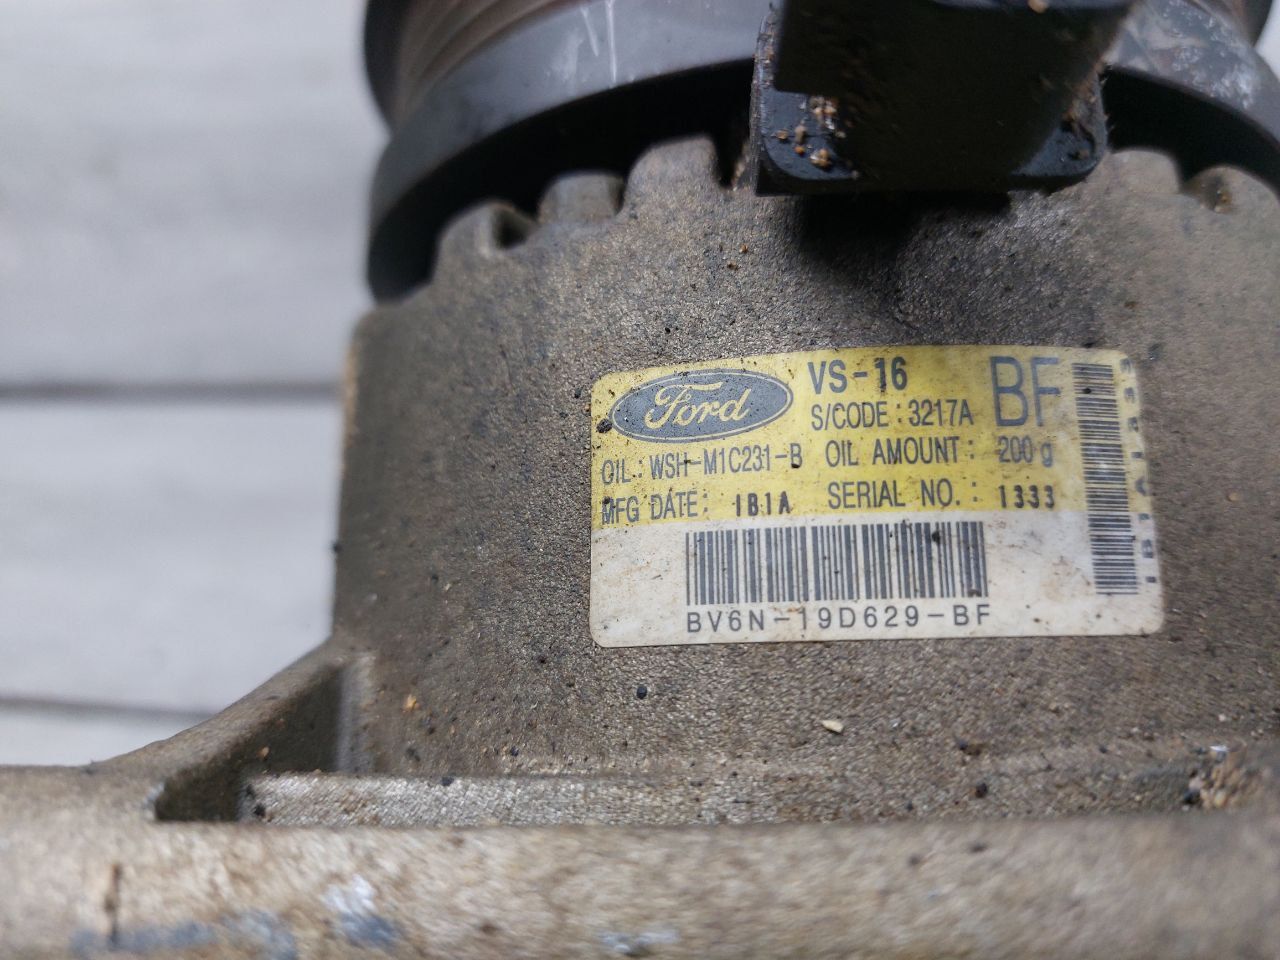 Ford
VS-16
BF
S/CODE : 3217A
OIL : WSH-M1C231-B OIL AMOUNT : 200 g
MFG DATE : 1B1A SERIAL NO. : 1333
BV6N-19D629-BF
1B1A1333